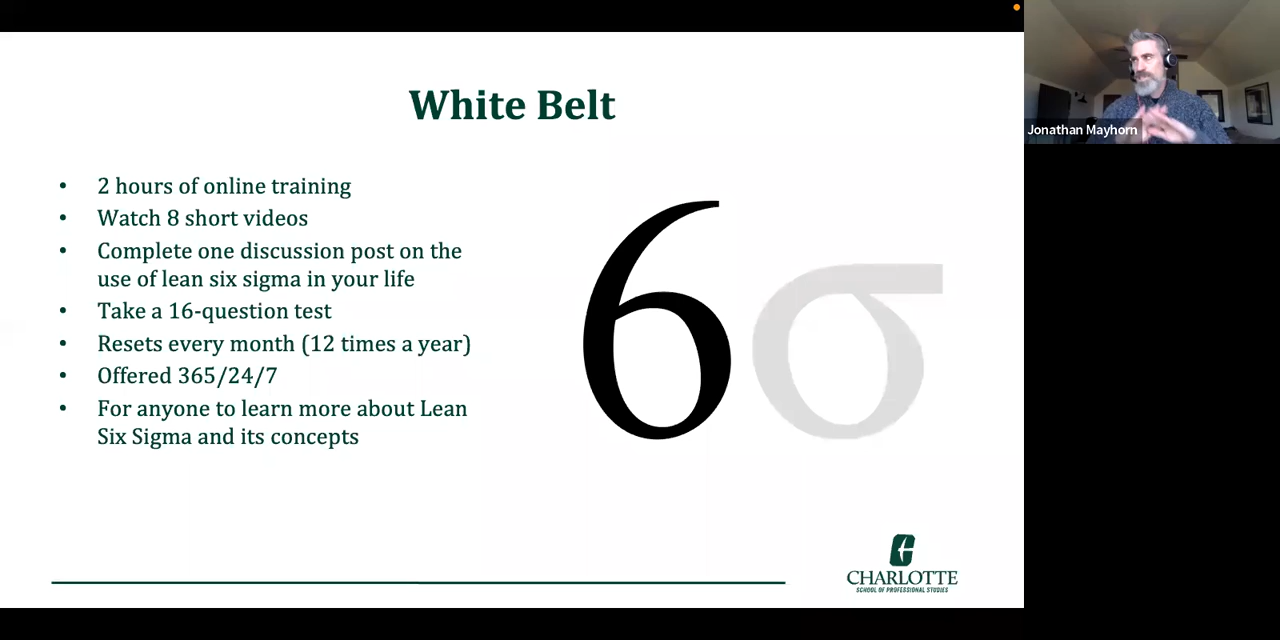 White Belt
• 2 hours of online training
• Watch 8 short videos
• Complete one discussion post on the
use of lean six sigma in your life
• Take a 16-question test
• Resets every month (12 times a year)
• Offered 365/24/7
• For anyone to learn more about Lean
Six Sigma and its concepts
6σ
CHARLOTTE
SCHOOL OF PROFESSIONAL STUDIES
Jonathan Mayhorn